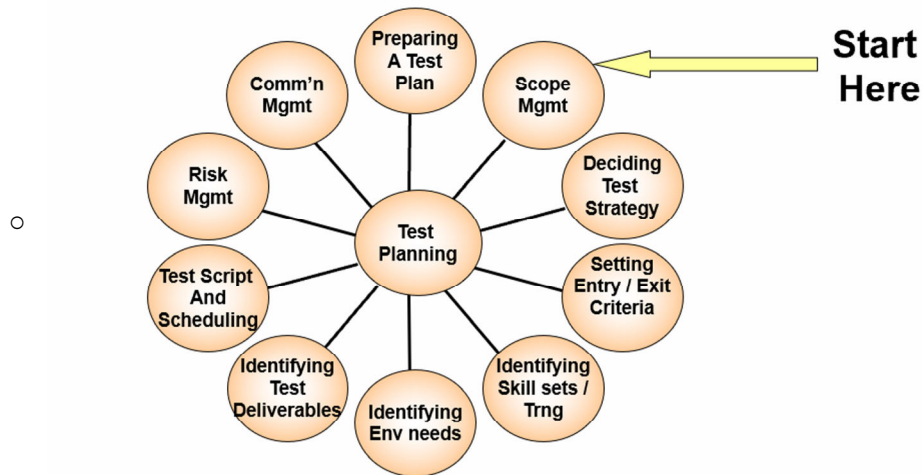 Preparing
A Test
Plan
Start
Here
Comm'n
Mgmt
Scope
Mgmt
Risk
Mgmt
Deciding
Test
Strategy
Test
Planning
Test Script
And
Scheduling
Setting
Entry / Exit
Criteria
Identifying
Test
Deliverables
Identifying
Env needs
Identifying
Skill sets /
Trng